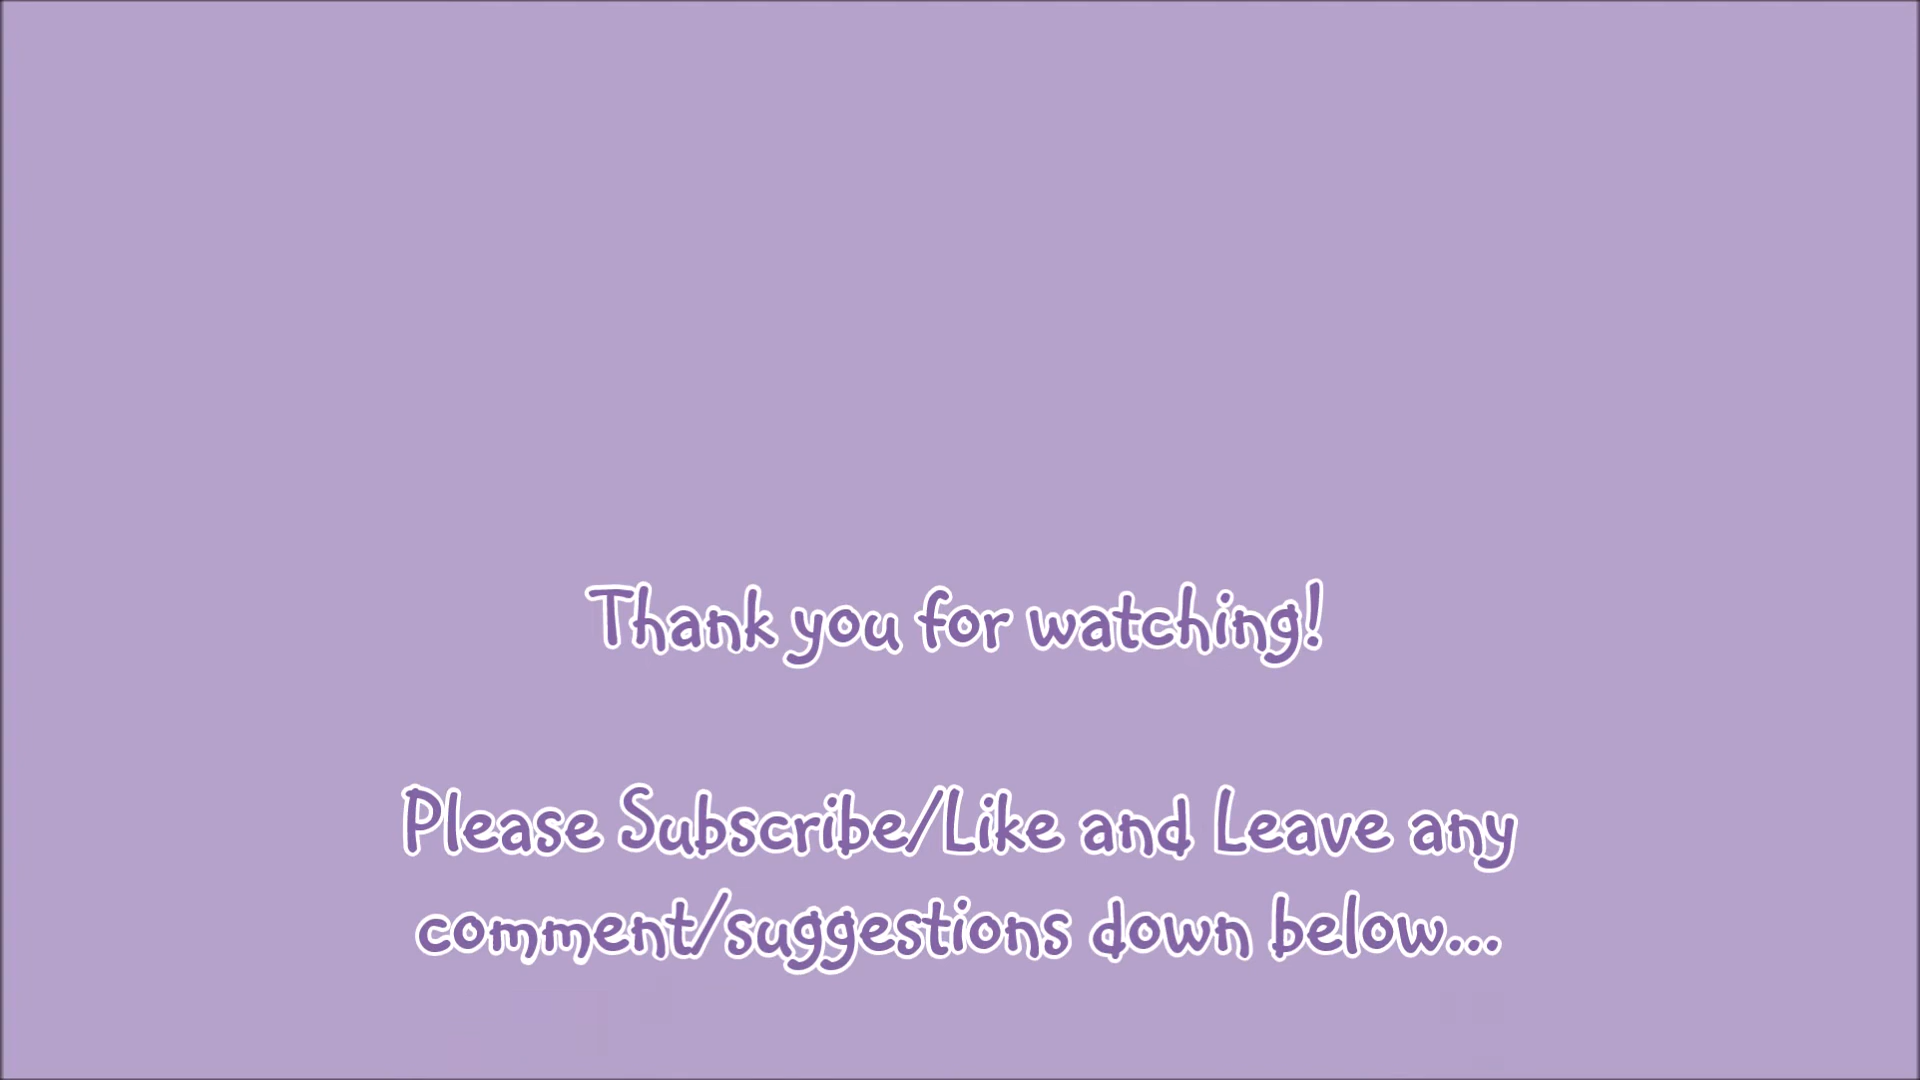 Thank you for watching!
Please Subscribe/Like and Leave any
comment/suggestions down below...